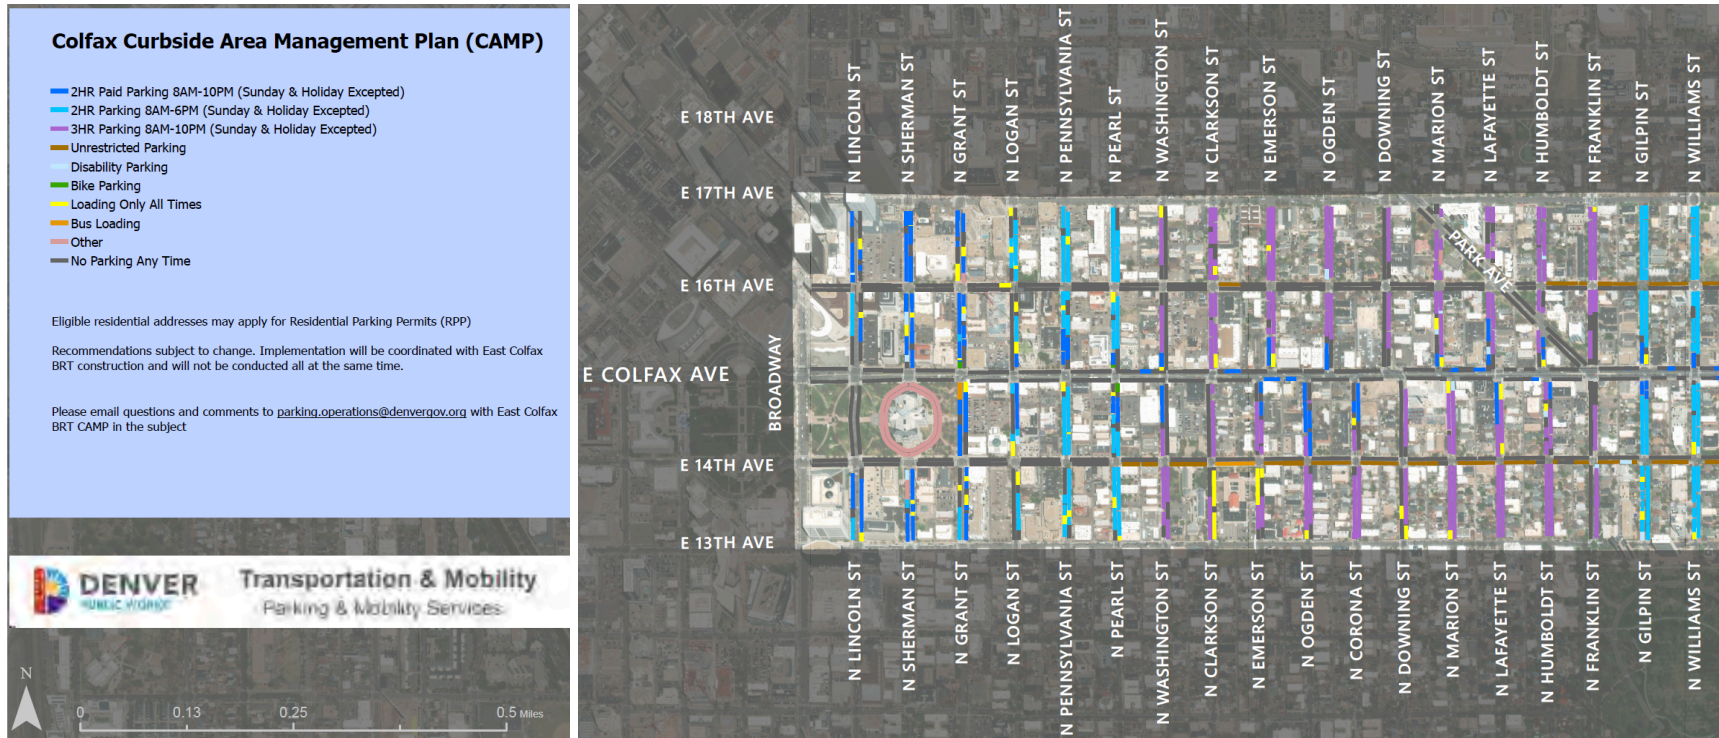 Colfax Curbside Area Management Plan (CAMP)
2HR Paid Parking 8AM-10PM (Sunday & Holiday Excepted)
2HR Parking 8AM-6PM (Sunday & Holiday Excepted)
3HR Parking 8AM-10PM (Sunday & Holiday Excepted)
Unrestricted Parking
Disability Parking
Bike Parking
Loading Only All Times
Bus Loading
Other
No Parking Any Time
Eligible residential addresses may apply for Residential Parking Permits (RPP)
Recommendations subject to change. Implementation will be coordinated with East Colfax
BRT construction and will not be conducted all at the same time.
Please email questions and comments to parking.operations@denvergov.org with East Colfax
BRT CAMP in the subject
DENVER
PUBLIC WORKS
Transportation & Mobility
Parking & Mobility Services
N
0
0.13
0.25
0.5 Miles
N LINCOLN ST
N SHERMAN ST
N GRANT ST
N LOGAN ST
N PENNSYLVANIA ST
N PEARL ST
N WASHINGTON ST
N CLARKSON ST
N EMERSON ST
N OGDEN ST
N DOWNING ST
N MARION ST
N LAFAYETTE ST
N HUMBOLDT ST
N FRANKLIN ST
N GILPIN ST
N WILLIAMS ST
E 18TH AVE
E 17TH AVE
PARK AVE
E 16TH AVE
BROADWAY
E COLFAX AVE
E 14TH AVE
E 13TH AVE
N LINCOLN ST
N SHERMAN ST
N GRANT ST
N LOGAN ST
N PENNSYLVANIA ST
N PEARL ST
N WASHINGTON ST
N CLARKSON ST
N EMERSON ST
N OGDEN ST
N CORONA ST
N DOWNING ST
N MARION ST
N LAFAYETTE ST
N HUMBOLDT ST
N FRANKLIN ST
N GILPIN ST
N WILLIAMS ST